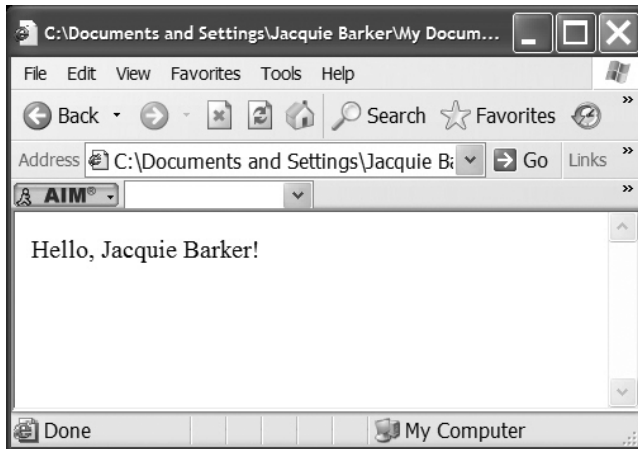 C:\Documents and Settings\Jacquie Barker\My Docum...
File Edit View Favorites Tools Help
Back Search Favorites »
Address C:\Documents and Settings\Jacquie Ba Go Links »
AIM® »
Hello, Jacquie Barker!
Done My Computer